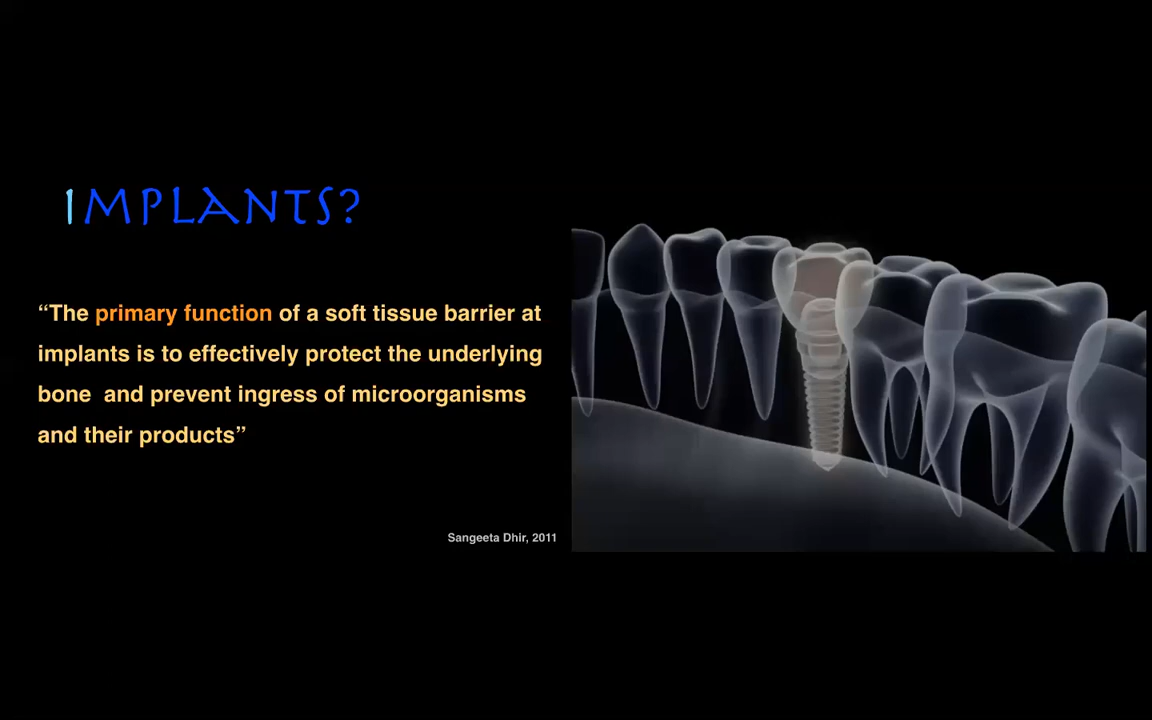 IMPLANTS?
“The primary function of a soft tissue barrier at
implants is to effectively protect the underlying
bone  and prevent ingress of microorganisms
and their products”
Sangeeta Dhir, 2011